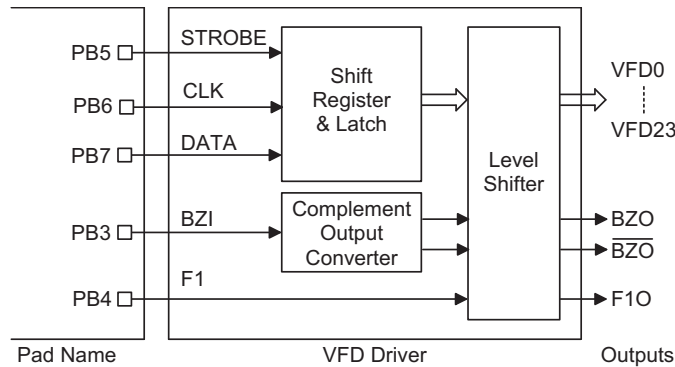 PB5
STROBE
PB6
CLK
PB7
DATA
Shift
Register
& Latch
VFD0
VFD23
Level
Shifter
PB3
BZI
Complement
Output
Converter
BZO
B̅Z̅O̅
PB4
F1
F1O
Pad Name
VFD Driver
Outputs